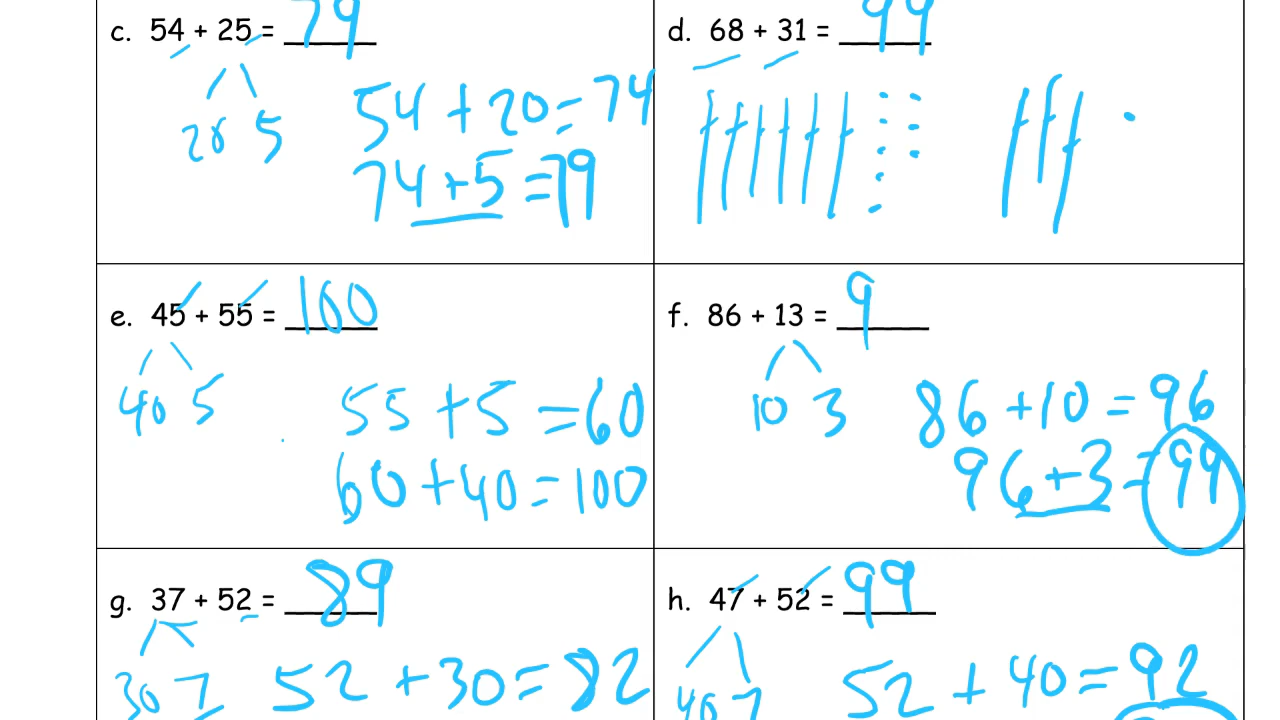 c. 54 + 25 = 79
20 5
54 + 20 = 74
74 + 5 = 79
d. 68 + 31 = 99
e. 45 + 55 = 100
40 5
55 + 5 = 60
60 + 40 = 100
f. 86 + 13 = 9
10 3
86 + 10 = 96
96 + 3 = 99
g. 37 + 52 = 89
30 7
52 + 30 = 82
h. 47 + 52 = 99
40 7
52 + 40 = 92